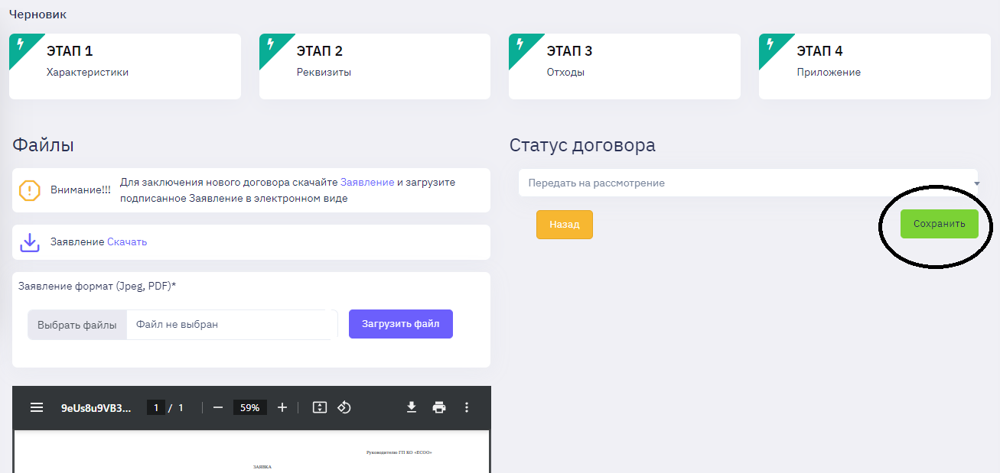 Черновик
ЭТАП 1
Характеристики
ЭТАП 2
Реквизиты
ЭТАП 3
Отходы
ЭТАП 4
Приложение
Файлы
Внимание!!!
Для заключения нового договора скачайте Заявление и загрузите
подписанное Заявление в электронном виде
Заявление Скачать
Заявление формат (Jpeg, PDF)*
Выбрать файлы Файл не выбран
Загрузить файл
9eUs8u9VB3... 1 / 1 59%
Руководителю ГП КО «ЕСОО»
ЗАЯВКА
Статус договора
Передать на рассмотрение
Назад
Сохранить